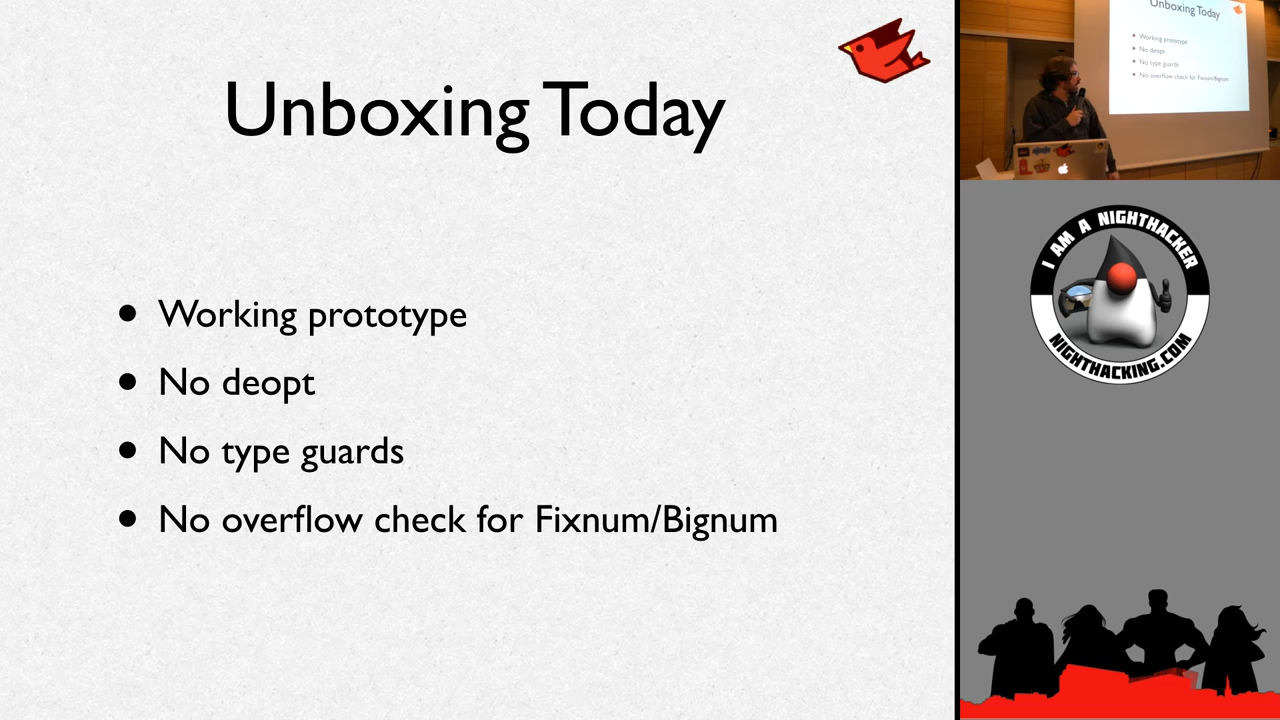 Unboxing Today
• Working prototype
• No deopt
• No type guards
• No overflow check for Fixnum/Bignum
Unboxing Today
• Working prototype
• No deopt
• No type guards
• No overflow check for Fixnum/Bignum
I AM A NIGHTHACKER
NIGHTHACKING.COM